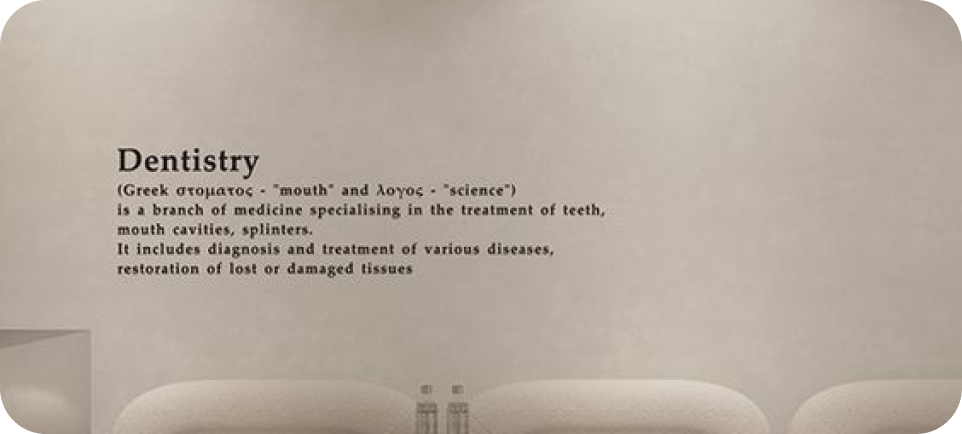 Dentistry
(Greek στοματος - "mouth" and λογος - "science")
is a branch of medicine specialising in the treatment of teeth,
mouth cavities, splinters.
It includes diagnosis and treatment of various diseases,
restoration of lost or damaged tissues